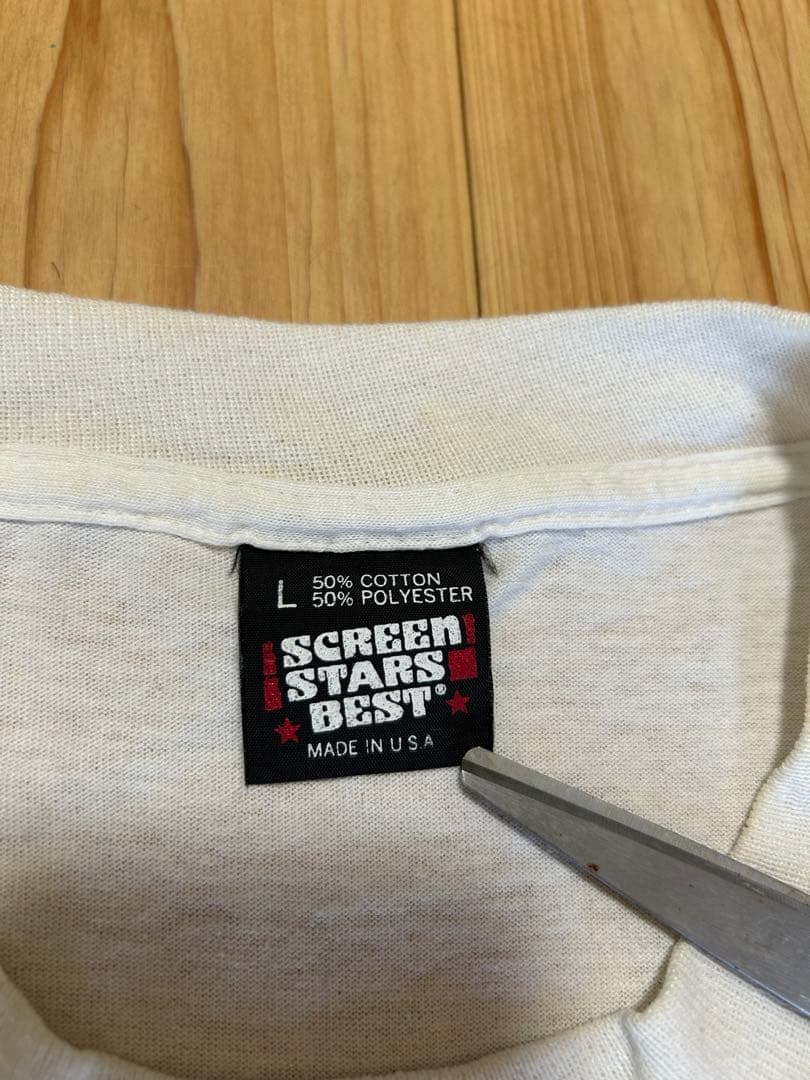 L 50% COTTON
50% POLYESTER
SCREEN
STARS
BEST®
MADE IN U.S.A